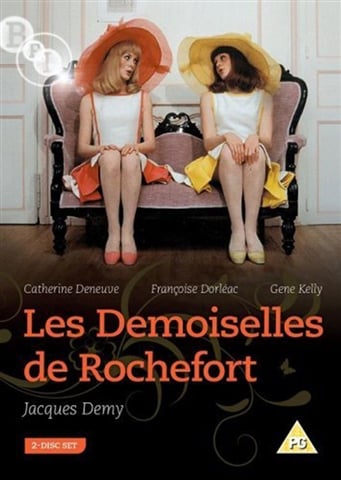 BFI
Catherine Deneuve Françoise Dorléac Gene Kelly
Les Demoiselles
de Rochefort
Jacques Demy
2-DISC SET
PG